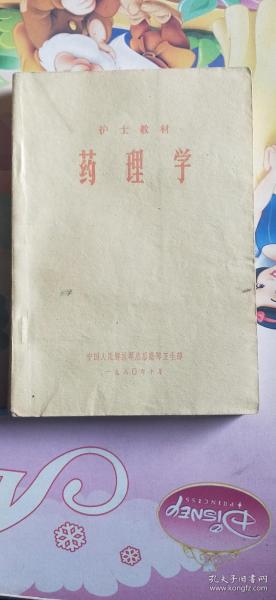 护士教材
药理学
中国人民解放军总后勤部卫生部
一九八〇年十月
DISNEY
PRINCESS
孔夫子旧书网